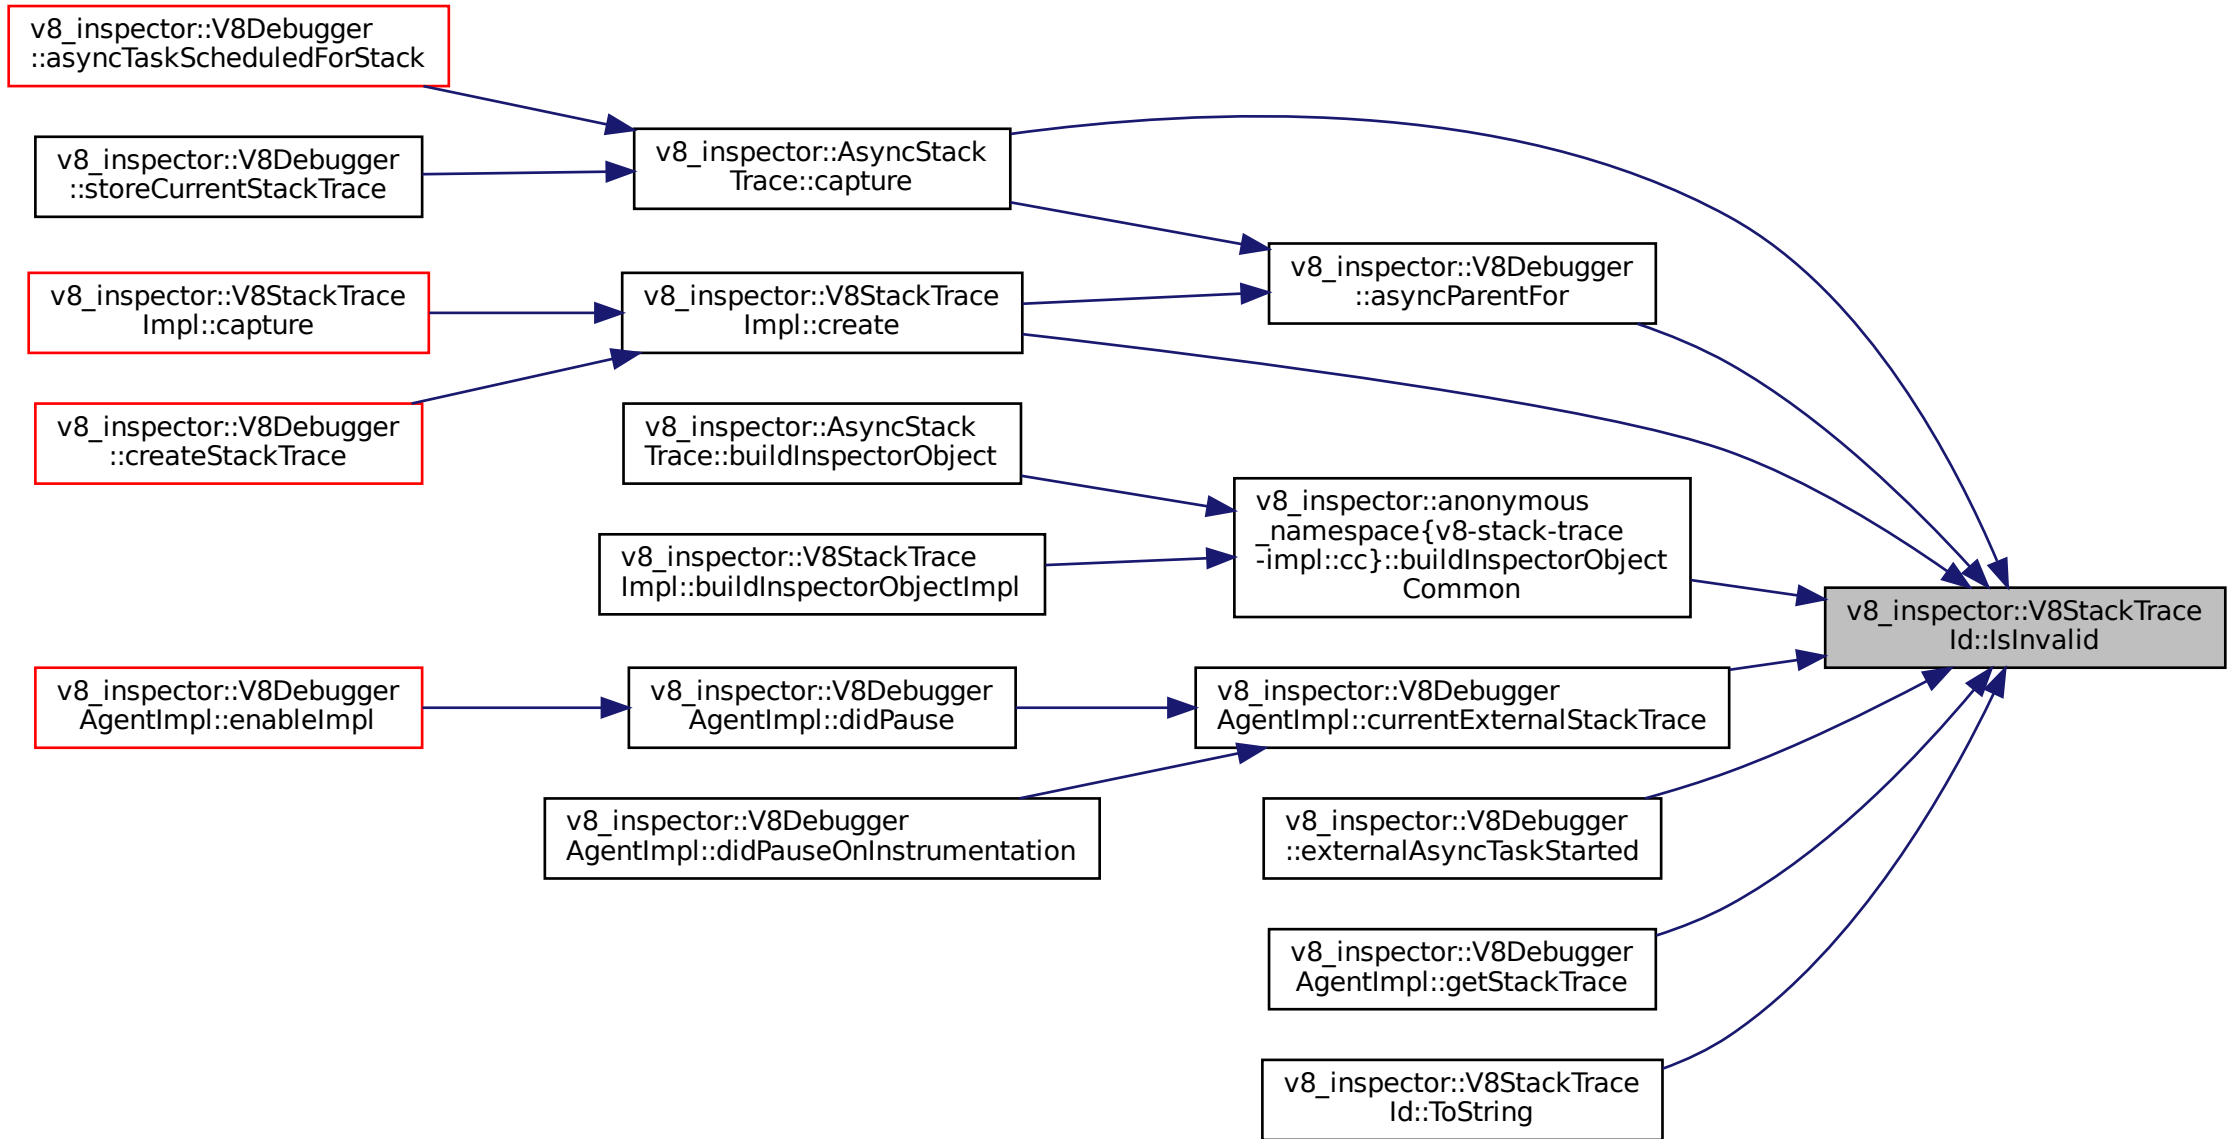 v8_inspector::V8Debugger
::asyncTaskScheduledForStack
v8_inspector::V8Debugger
::storeCurrentStackTrace
v8_inspector::AsyncStack
Trace::capture
v8_inspector::V8Debugger
::asyncParentFor
v8_inspector::V8StackTrace
Impl::capture
v8_inspector::V8StackTrace
Impl::create
v8_inspector::V8Debugger
::createStackTrace
v8_inspector::AsyncStack
Trace::buildInspectorObject
v8_inspector::anonymous
_namespace{v8-stack-trace
-impl::cc}::buildInspectorObject
Common
v8_inspector::V8StackTrace
Impl::buildInspectorObjectImpl
v8_inspector::V8StackTrace
Id::IsInvalid
v8_inspector::V8Debugger
AgentImpl::enableImpl
v8_inspector::V8Debugger
AgentImpl::didPause
v8_inspector::V8Debugger
AgentImpl::currentExternalStackTrace
v8_inspector::V8Debugger
AgentImpl::didPauseOnInstrumentation
v8_inspector::V8Debugger
::externalAsyncTaskStarted
v8_inspector::V8Debugger
AgentImpl::getStackTrace
v8_inspector::V8StackTrace
Id::ToString